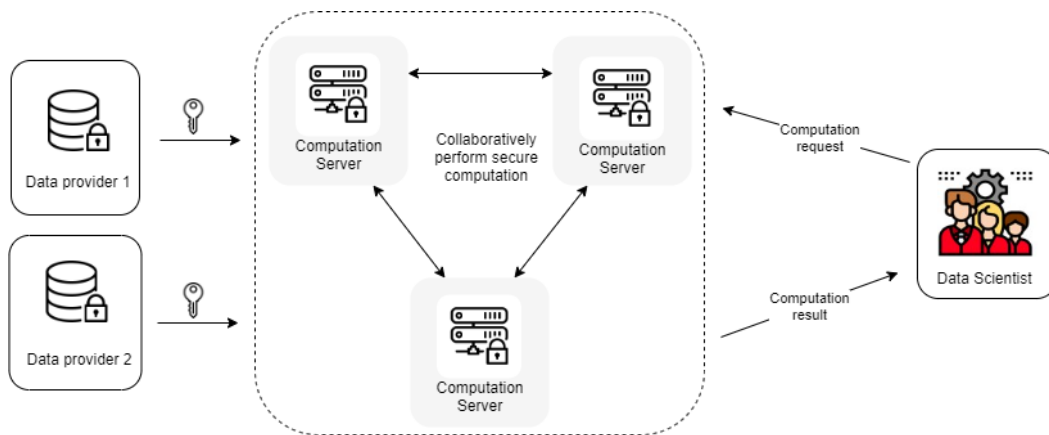 Data provider 1
Data provider 2
Computation
Server
Collaboratively
perform secure
computation
Computation
Server
Computation
Server
Computation
request
Data Scientist
Computation
result